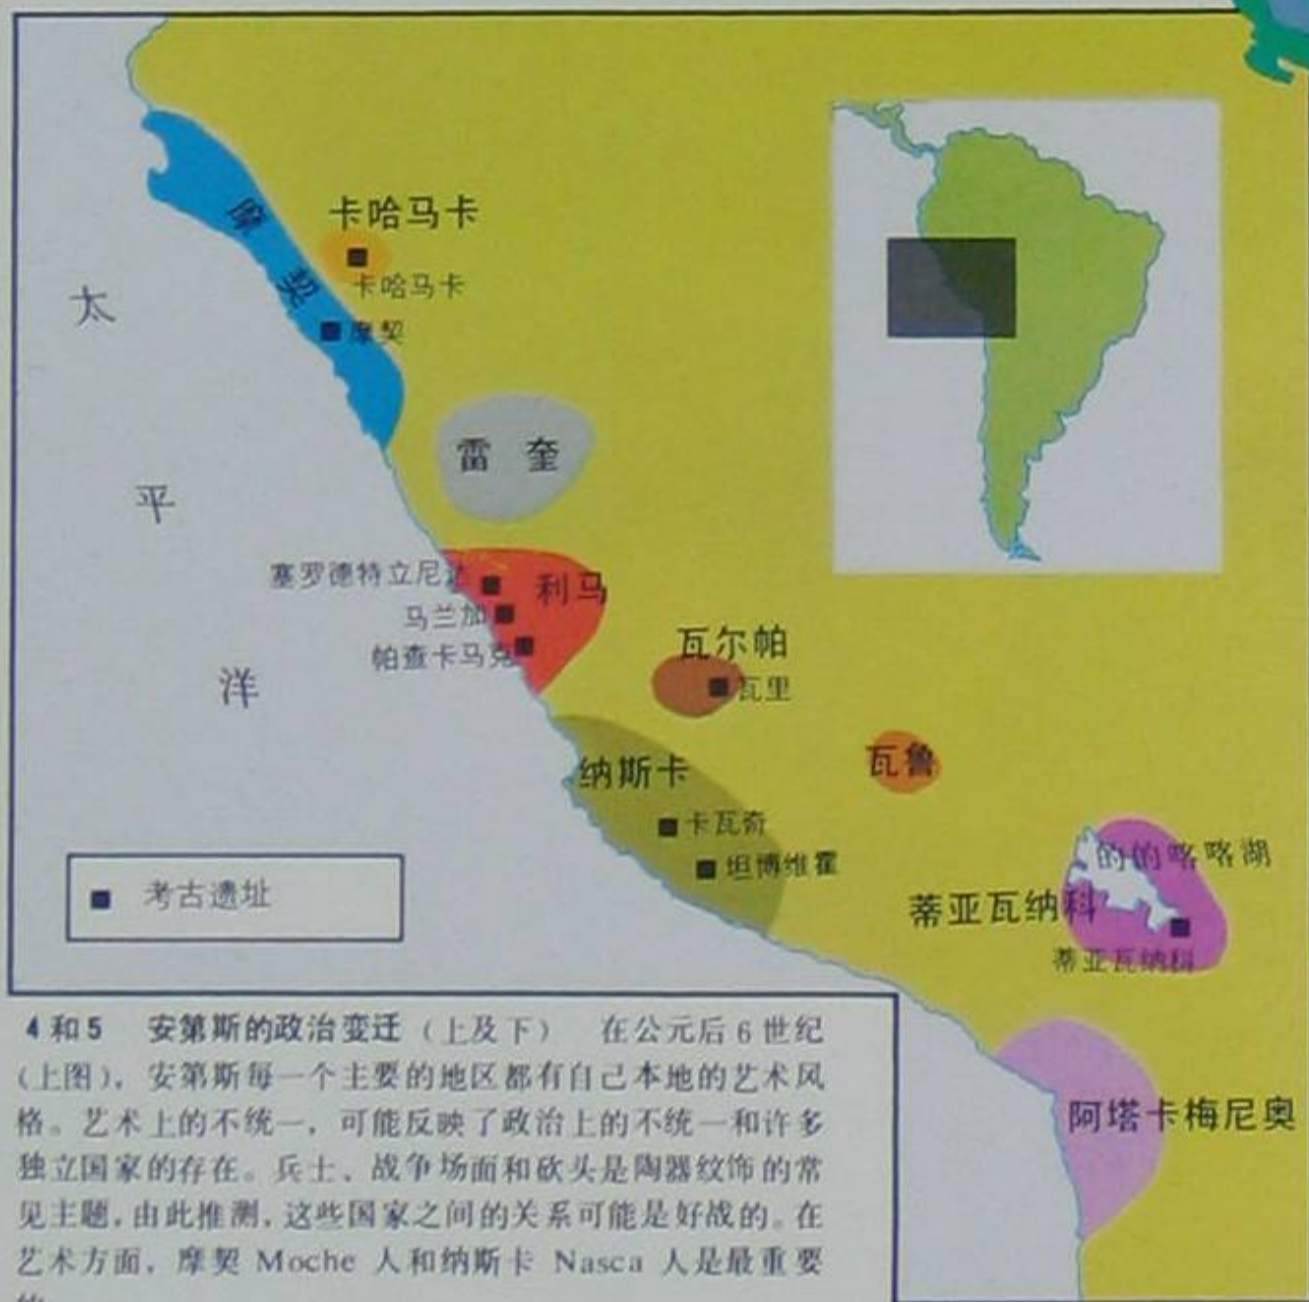 摩契
卡哈马卡
卡哈马卡
摩契
太平洋
雷奎
塞罗德特立尼达
利马
马兰加
帕查卡马克
瓦尔帕
瓦里
纳斯卡
瓦鲁
卡瓦奇
坦博维霍
的的喀喀湖
蒂亚瓦纳科
蒂亚瓦纳科
考古遗址
阿塔卡梅尼奥
4和5 安第斯的政治变迁（上及下） 在公元后6世纪
（上图），安第斯每一个主要的地区都有自己本地的艺术风
格。艺术上的不统一，可能反映了政治上的不统一和许多
独立国家的存在。兵士、战争场面和砍头是陶器纹饰的常
见主题，由此推测，这些国家之间的关系可能是好战的。在
艺术方面，摩契 Moche 人和纳斯卡 Nasca 人是最重要